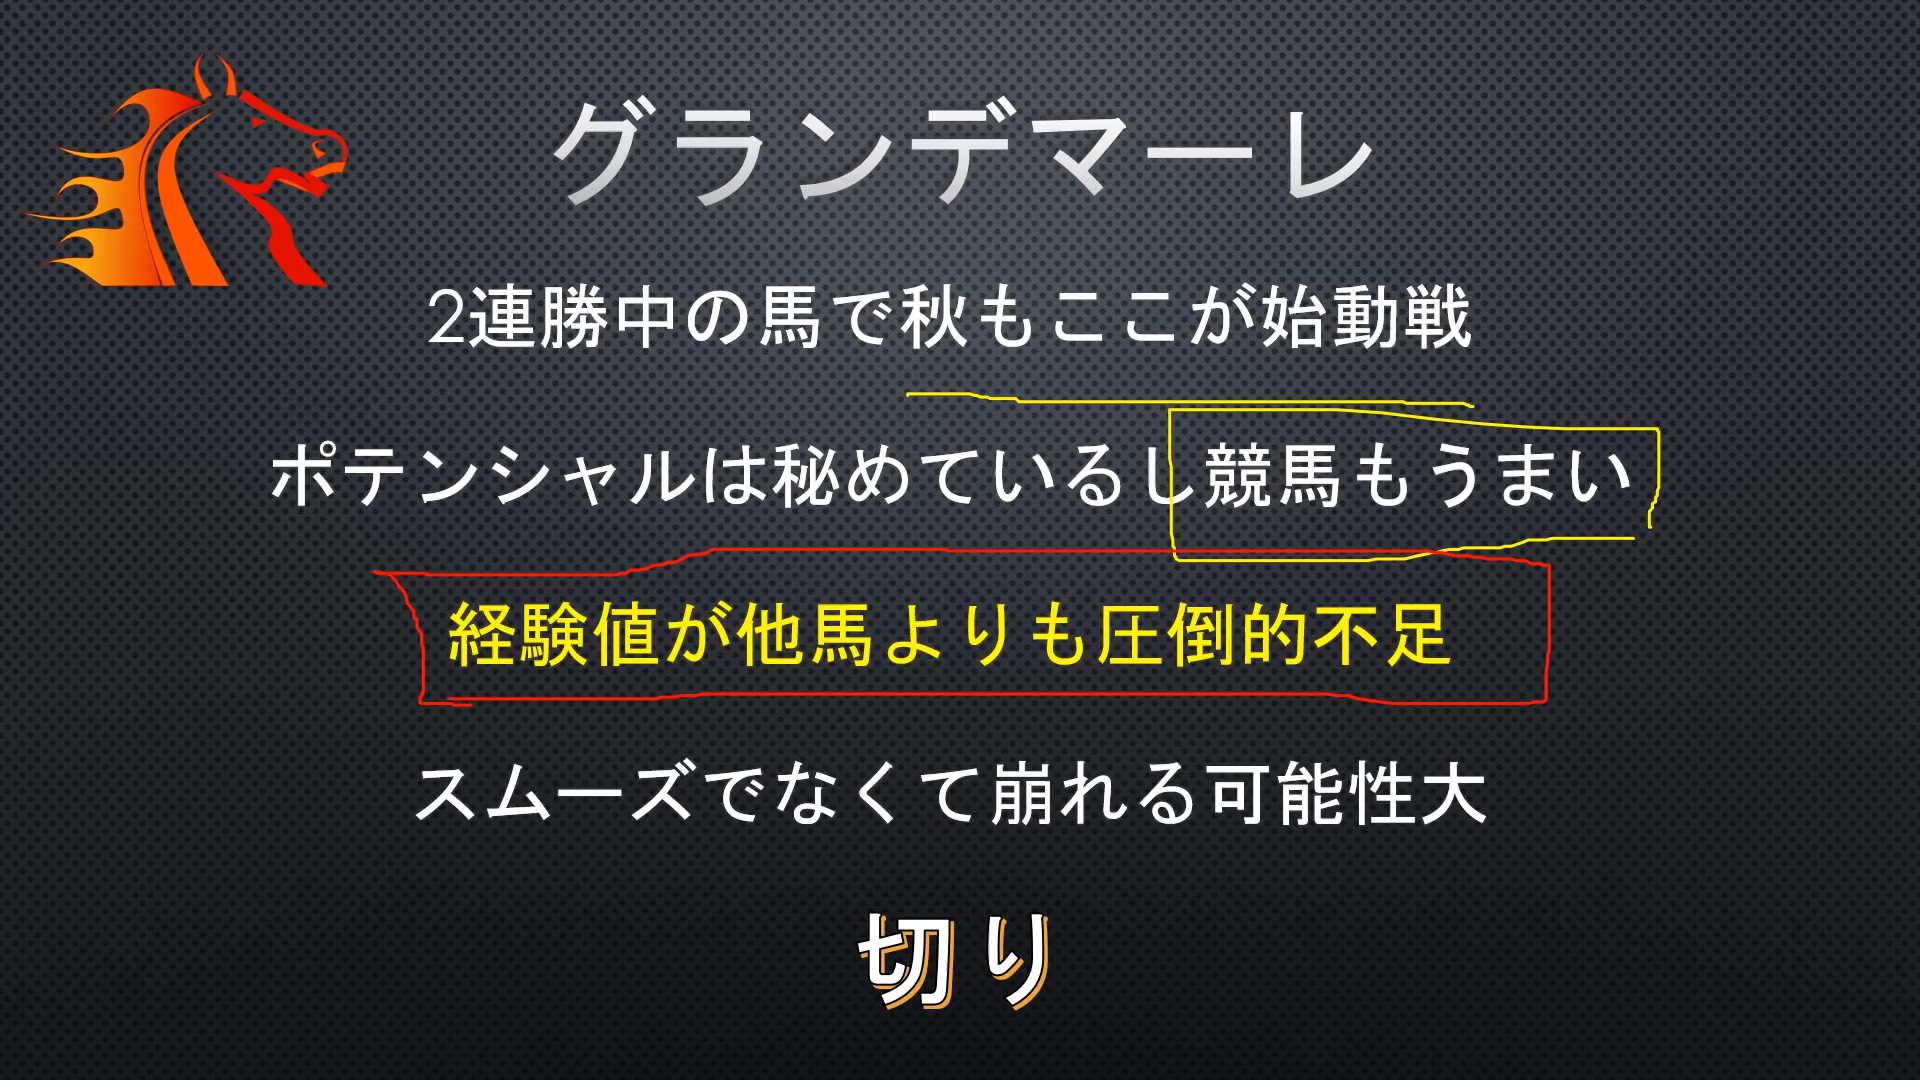 グランデマーレ
2連勝中の馬で秋もここが始動戦
ポテンシャルは秘めているし競馬もうまい
経験値が他馬よりも圧倒的不足
スムーズでなくて崩れる可能性大
切り